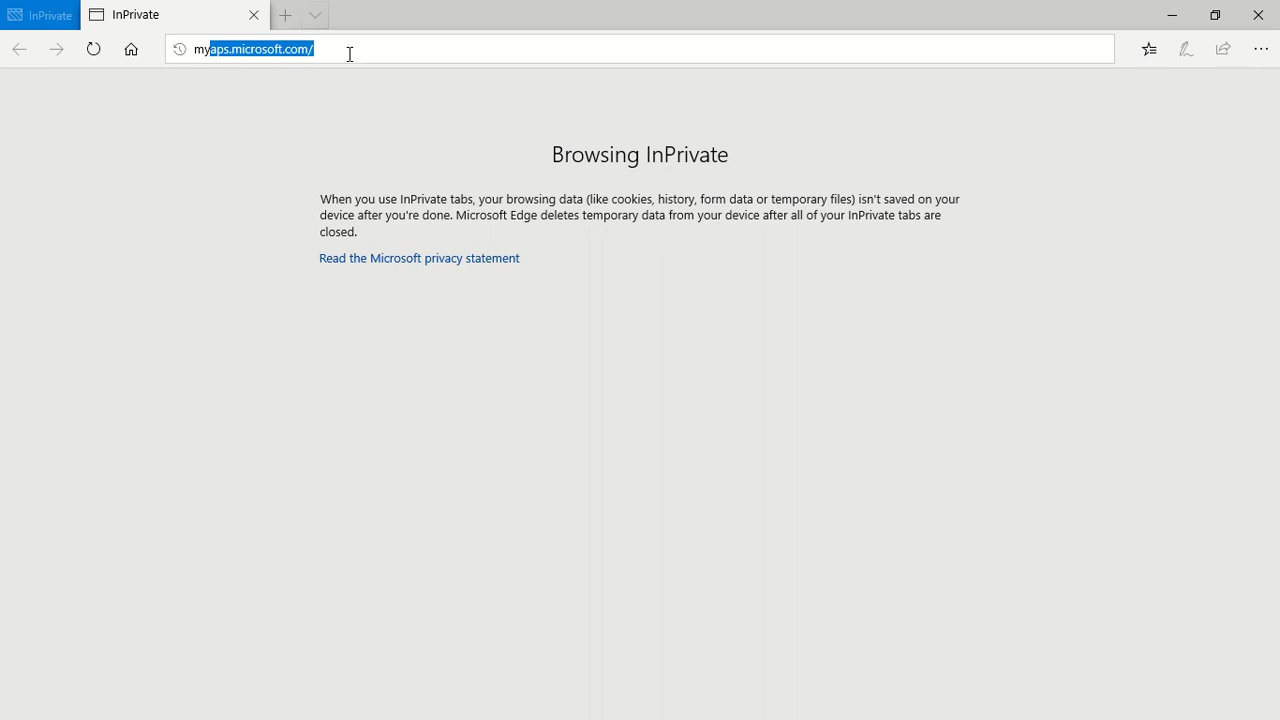 InPrivate
InPrivate
myaps.microsoft.com/
Browsing InPrivate
When you use InPrivate tabs, your browsing data (like cookies, history, form data or temporary files) isn't saved on your
device after you're done. Microsoft Edge deletes temporary data from your device after all of your InPrivate tabs are
closed.
Read the Microsoft privacy statement